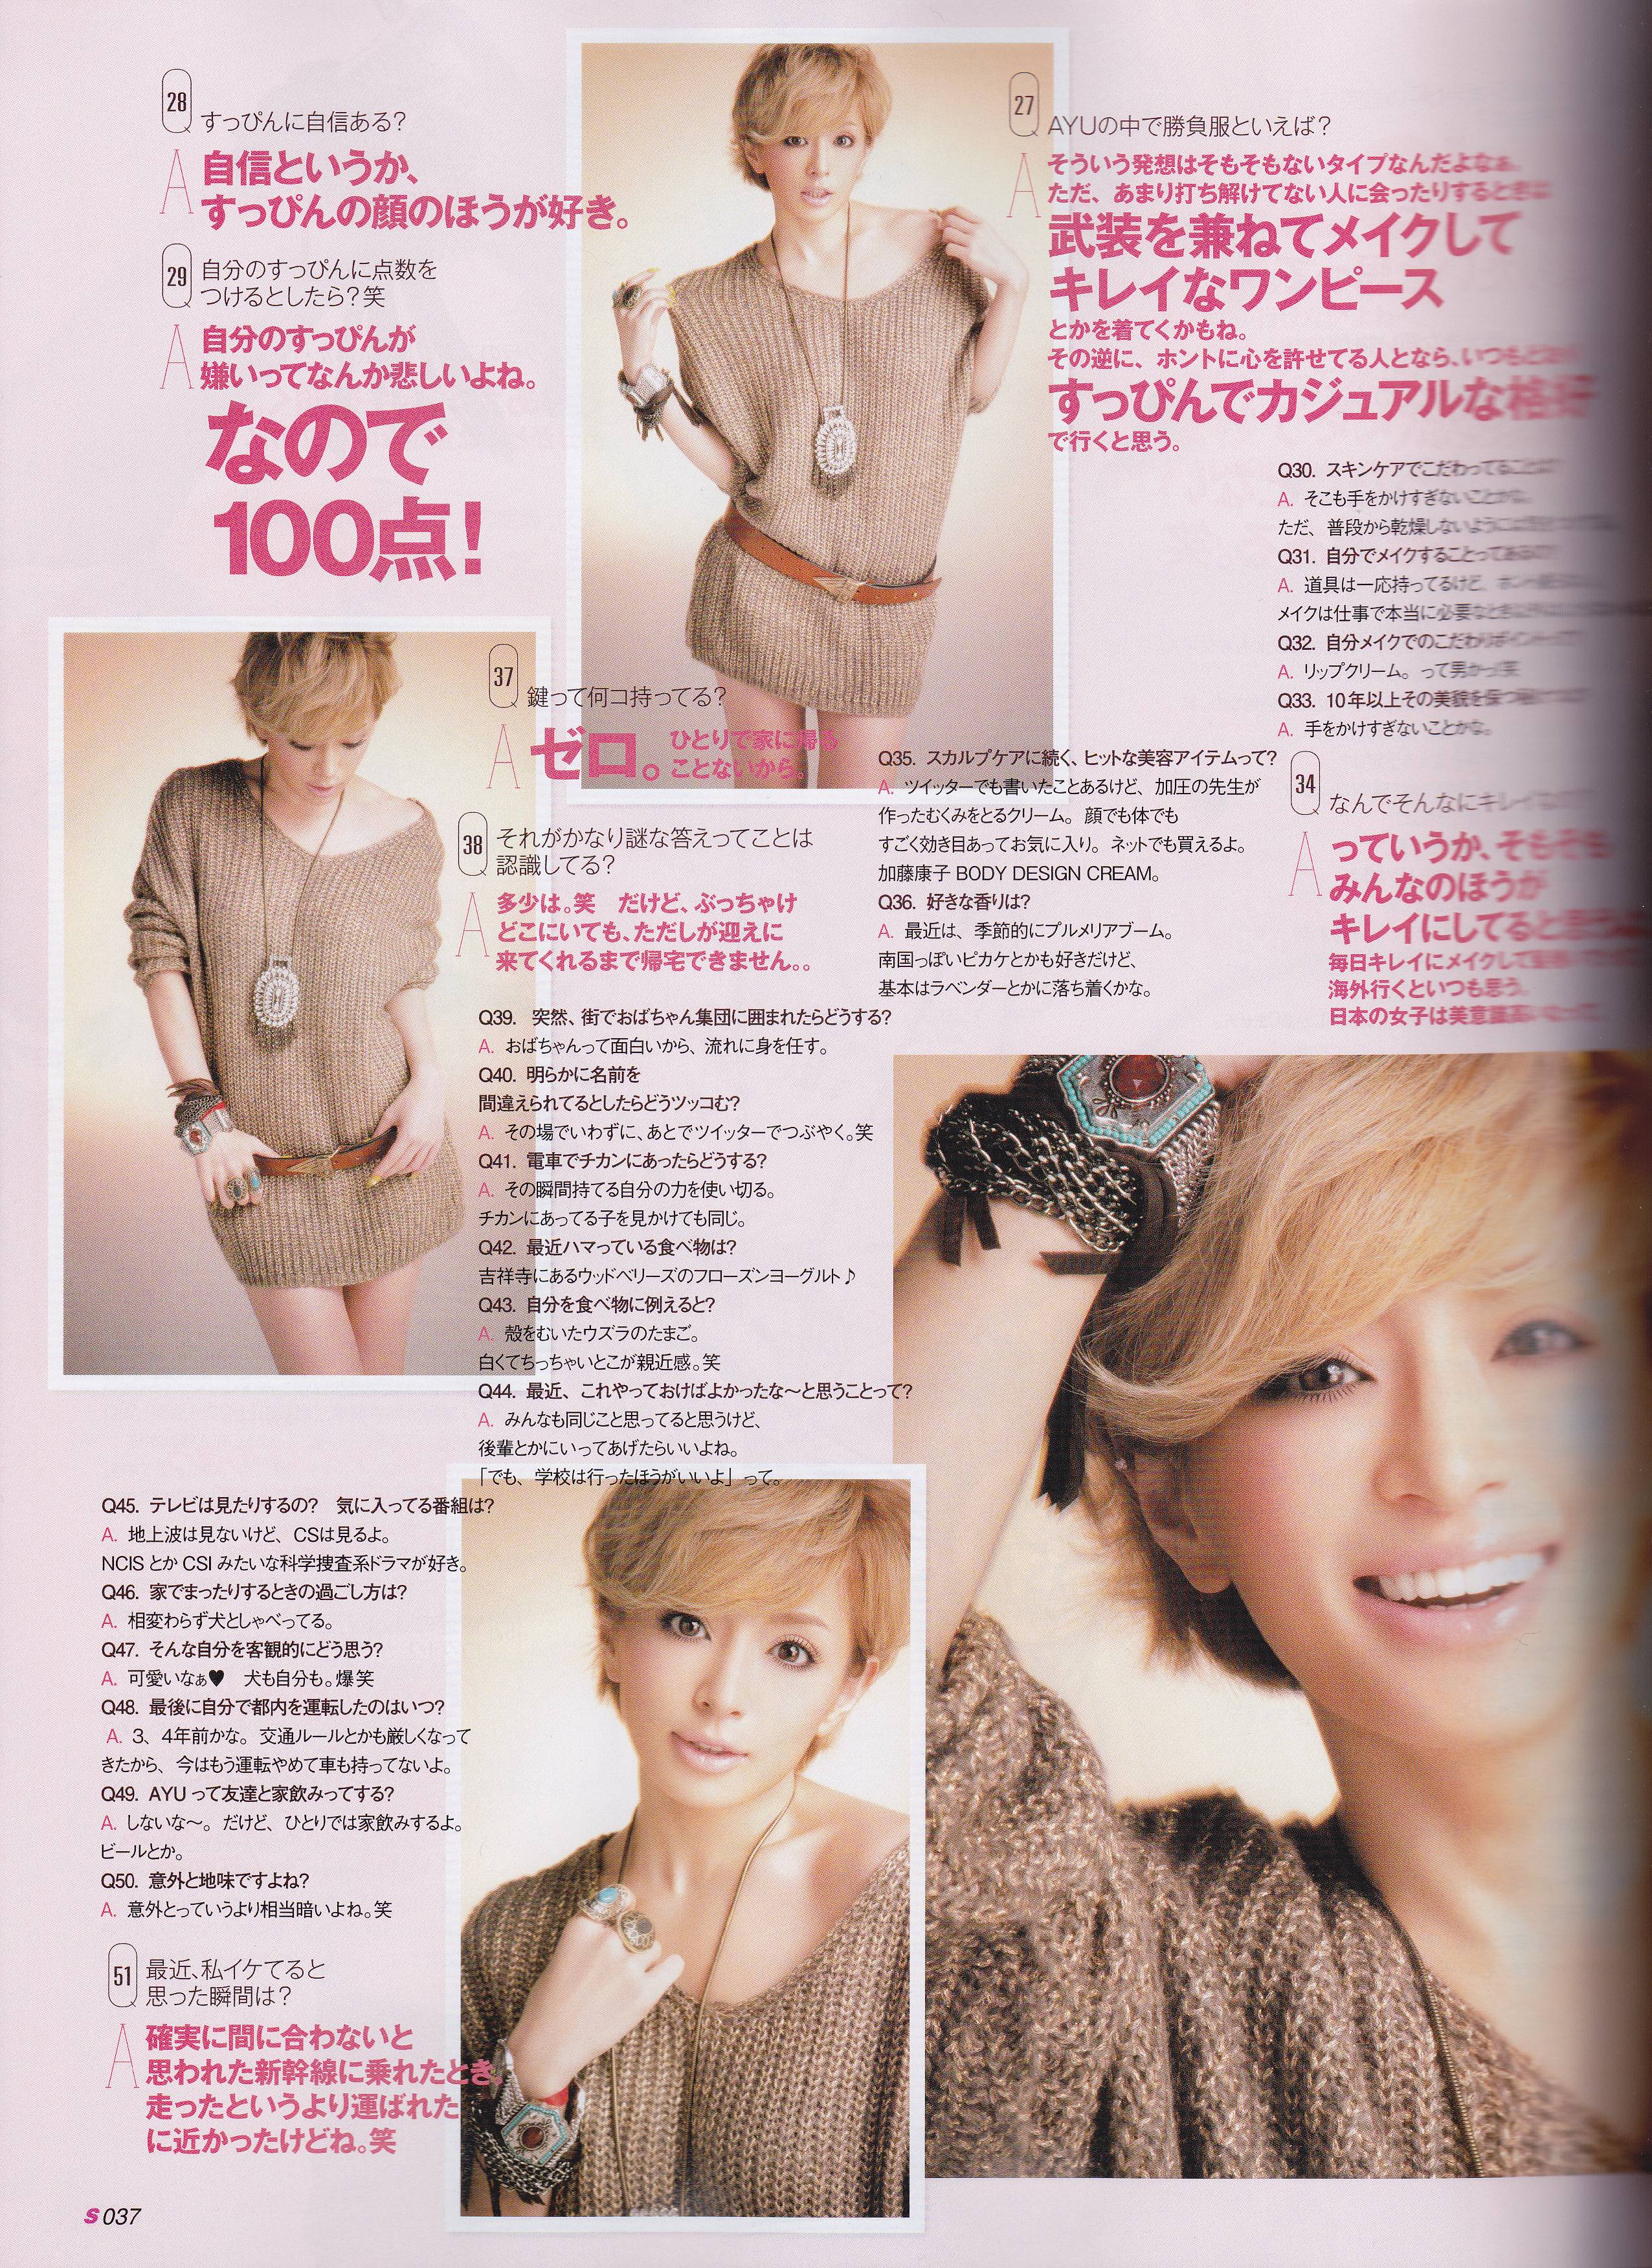 27
AYUの中で勝負服といえば？
そういう発想はそもそもないタイプなんだよなぁ。
ただ、あまり打ち解けてない人に会ったりするときは
武装を兼ねてメイクして
キレイなワンピース
とかを着てくかもね。
その逆に、ホントに心を許せてる人となら、いつも
すっぴんでカジュアルな格好
で行くと思う。
28
すっぴんに自信ある？
A
自信というか、
すっぴんの顔のほうが好き。
29
自分のすっぴんに点数を
つけるとしたら？笑
A
自分のすっぴんが
嫌いってなんか悲しいよね。
なので
100点！
Q30. スキンケアでこだわってることは？
A. そこも手をかけすぎないことかな。
ただ、普段から乾燥しないように
Q31. 自分でメイクすることってあるの？
A. 道具は一応持ってるけど、
メイクは仕事で本当に必要なとき
Q32. 自分メイクでのこだわりポイントって？
A. リップクリーム。って男かっ！笑
Q33. 10年以上その美貌を保つ
A. 手をかけすぎないことかな。
34
なんでそんなにキレイ
A
っていうか、そもそも
みんなのほうが
キレイにしてると思う
毎日キレイにメイクして
海外行くといつも思う。
日本の女子は美意識高いな
Q35. スカルプケアに続く、ヒットな美容アイテムって？
A. ツイッターでも書いたことあるけど、加圧の先生が
作ったむくみをとるクリーム。顔でも体でも
すごく効き目あってお気に入り。ネットでも買えるよ。
加藤康子 BODY DESIGN CREAM。
Q36. 好きな香りは？
A. 最近は、季節的にプルメリアブーム。
南国っぽいピカケとかも好きだけど、
基本はラベンダーとかに落ち着くかな。
37
鍵って何コ持ってる？
A
ゼロ。ひとりで家に帰る
ことないから。
38
それがかなり謎な答えってことは
認識してる？
A
多少は。笑　だけど、ぶっちゃけ
どこにいても、ただしが迎えに
来てくれるまで帰宅できません。。
Q39. 突然、街でおばちゃん集団に囲まれたらどうする？
A. おばちゃんって面白いから、流れに身を任す。
Q40. 明らかに名前を
間違えられてるとしたらどうツッコむ？
A. その場でいわずに、あとでツイッターでつぶやく。笑
Q41. 電車でチカンにあったらどうする？
A. その瞬間持てる自分の力を使い切る。
チカンにあってる子を見かけても同じ。
Q42. 最近ハマっている食べ物は？
吉祥寺にあるウッドベリーズのフローズンヨーグルト♪
Q43. 自分を食べ物に例えると？
A. 殻をむいたウズラのたまご。
白くてちっちゃいとこが親近感。笑
Q44. 最近、これやっておけばよかったな〜と思うことって？
A. みんなも同じこと思ってると思うけど、
後輩とかにいってあげたらいいよね。
「でも、学校は行ったほうがいいよ」って。
Q45. テレビは見たりするの？　気に入ってる番組は？
A. 地上波は見ないけど、CSは見るよ。
NCISとかCSIみたいな科学捜査系ドラマが好き。
Q46. 家でまったりするときの過ごし方は？
A. 相変わらず犬としゃべってる。
Q47. そんな自分を客観的にどう思う？
A. 可愛いなぁ♥　犬も自分も。爆笑
Q48. 最後に自分で都内を運転したのはいつ？
A. 3、4年前かな。交通ルールとかも厳しくなって
きたから、今はもう運転やめて車も持ってないよ。
Q49. AYUって友達と家飲みってする？
A. しないな〜。だけど、ひとりでは家飲みするよ。
ビールとか。
Q50. 意外と地味ですよね？
A. 意外とっていうより相当暗いよね。笑
51
最近、私イケてると
思った瞬間は？
A
確実に間に合わないと
思われた新幹線に乗れたとき。
走ったというより運ばれた
に近かったけどね。笑
S 037